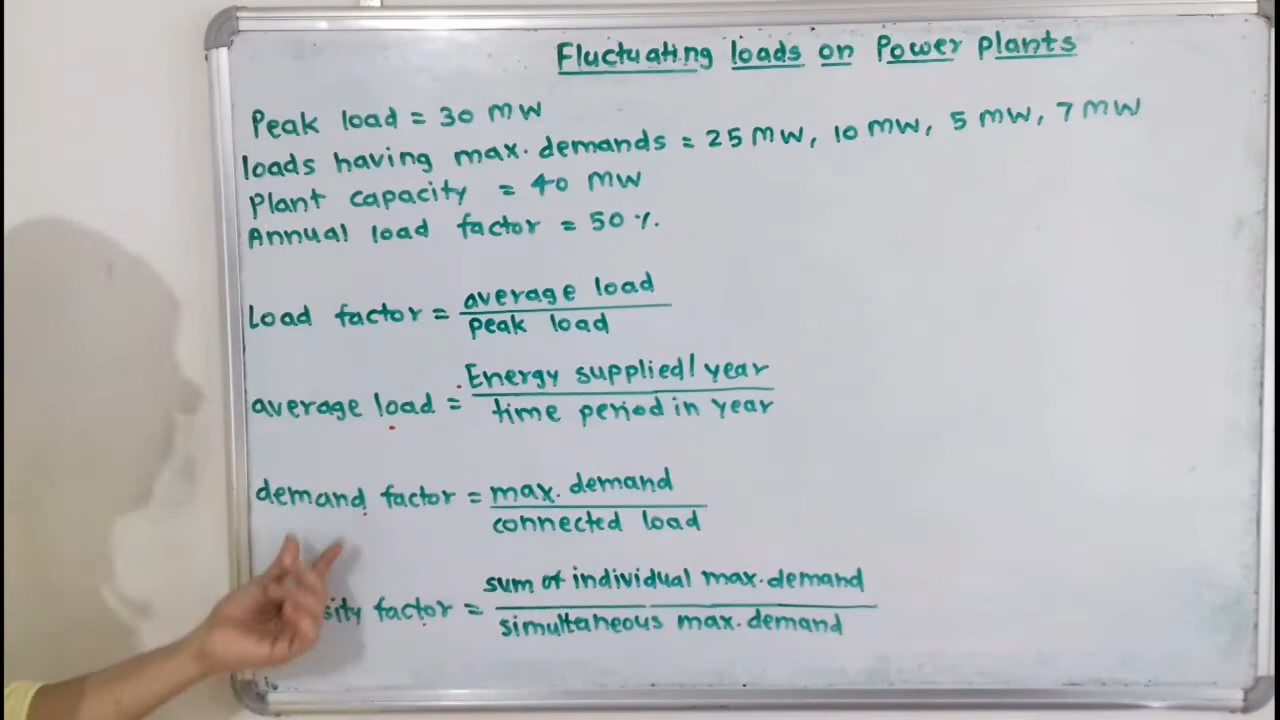 Fluctuating loads on Power plants
Peak load = 30 MW
loads having max. demands = 25 MW, 10 MW, 5 MW, 7 MW
Plant capacity = 40 MW
Annual load factor = 50 %.
Load factor = average load / peak load
average load = Energy supplied / year / time period in year
demand factor = max. demand / connected load
factor = sum of individual max. demand / simultaneous max. demand